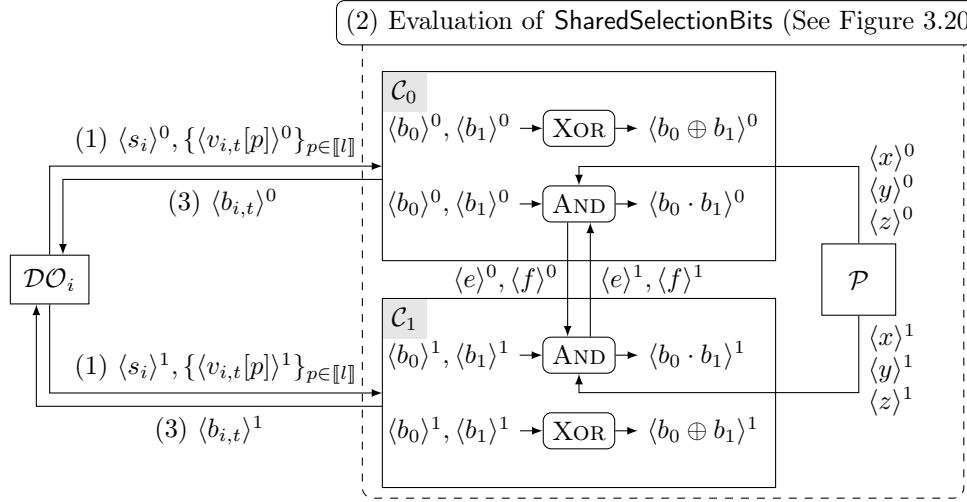 (2) Evaluation of SharedSelectionBits (See Figure 3.20
𝒞₀
⟨b₀⟩⁰, ⟨b₁⟩⁰ XOR ⟨b₀ ⊕ b₁⟩⁰
(1) ⟨sᵢ⟩⁰, {⟨vᵢ,ₜ[p]⟩⁰}ₚ∈⟦l⟧
⟨x⟩⁰
(3) ⟨bᵢ,ₜ⟩⁰
⟨b₀⟩⁰, ⟨b₁⟩⁰ AND ⟨b₀ · b₁⟩⁰
⟨y⟩⁰
⟨z⟩⁰
𝒟𝒪ᵢ
⟨e⟩⁰, ⟨f⟩⁰ ⟨e⟩¹, ⟨f⟩¹
𝒫
𝒞₁
⟨x⟩¹
(1) ⟨sᵢ⟩¹, {⟨vᵢ,ₜ[p]⟩¹}ₚ∈⟦l⟧
⟨b₀⟩¹, ⟨b₁⟩¹ AND ⟨b₀ · b₁⟩¹
⟨y⟩¹
⟨z⟩¹
(3) ⟨bᵢ,ₜ⟩¹
⟨b₀⟩¹, ⟨b₁⟩¹ XOR ⟨b₀ ⊕ b₁⟩¹